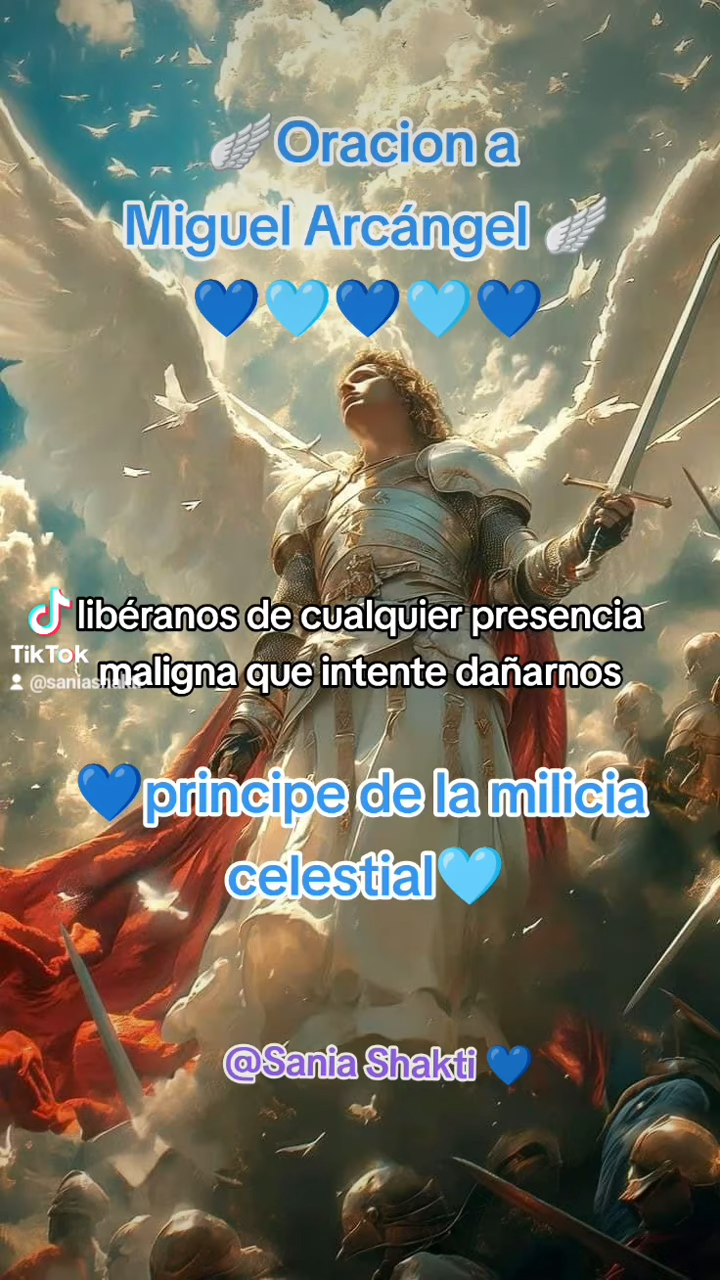 🪽 Oracion a
Miguel Arcángel 🪽
💙🩵💙🩵💙
libéranos de cualquier presencia
maligna que intente dañarnos
TikTok
@saniashakti
💙principe de la milicia
celestial🩵
@Sania Shakti 💙